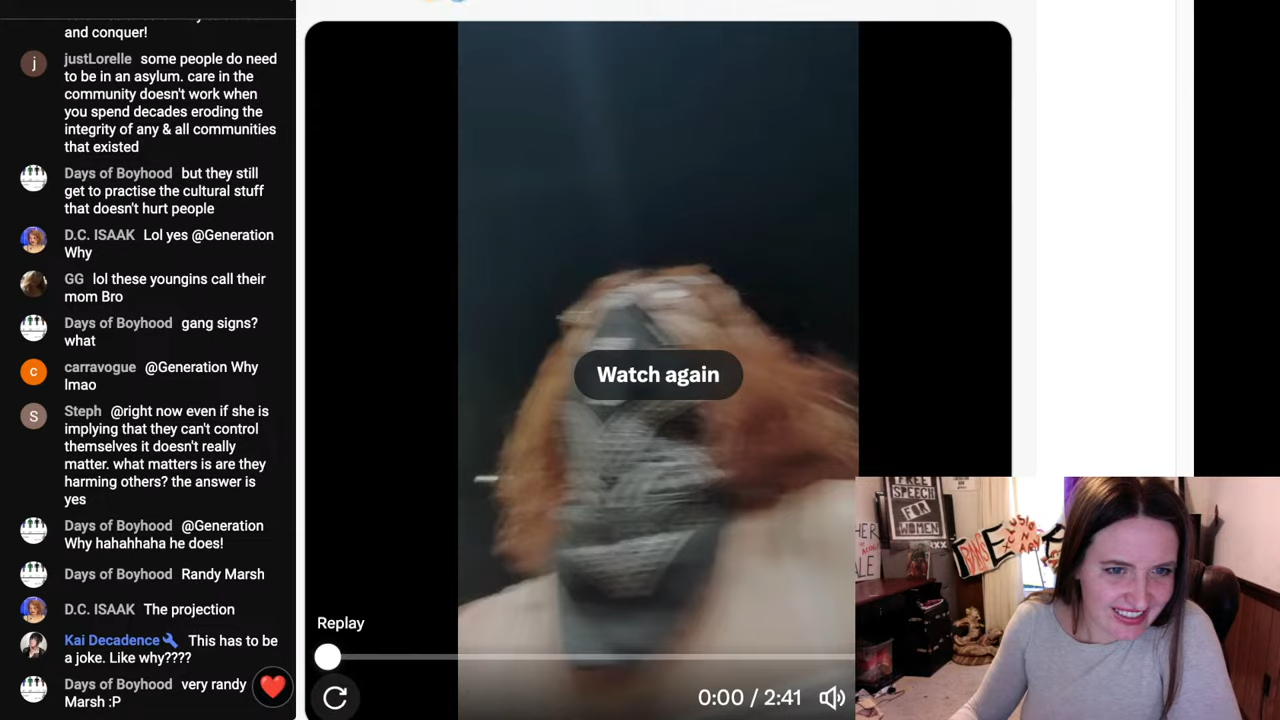 and conquer!
justLorelle some people do need
to be in an asylum. care in the
community doesn't work when
you spend decades eroding the
integrity of any & all communities
that existed
Days of Boyhood but they still
get to practise the cultural stuff
that doesn't hurt people
D.C. ISAAK Lol yes @Generation
Why
GG lol these youngins call their
mom Bro
Days of Boyhood gang signs?
what
carravogue @Generation Why
lmao
Steph @right now even if she is
implying that they can't control
themselves it doesn't really
matter. what matters is are they
harming others? the answer is
yes
Days of Boyhood @Generation
Why hahahhaha he does!
Days of Boyhood Randy Marsh
D.C. ISAAK The projection
Kai Decadence This has to be
a joke. Like why????
Days of Boyhood very randy
Marsh :P
j
c
S
Watch again
Replay
0:00 / 2:41
FREE
SPEECH
FOR
WOMEN
XX